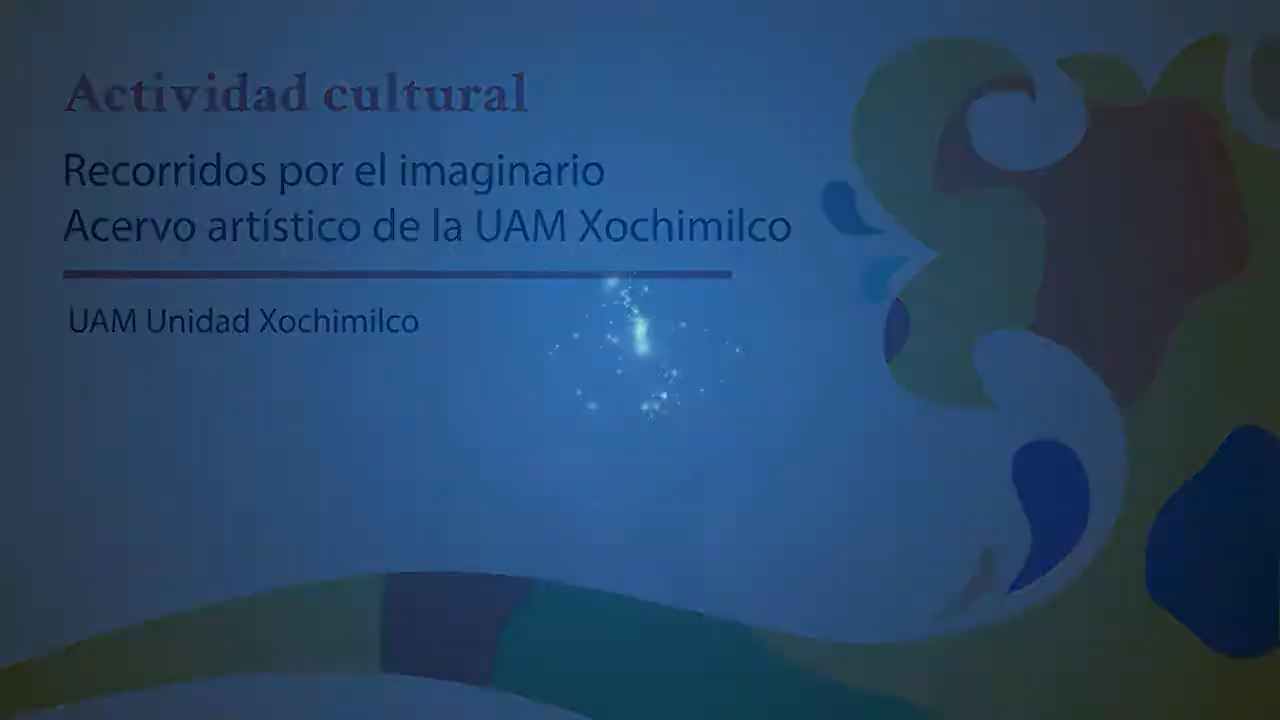 Actividad cultural
Recorridos por el imaginario
Acervo artístico de la UAM Xochimilco
UAM Unidad Xochimilco